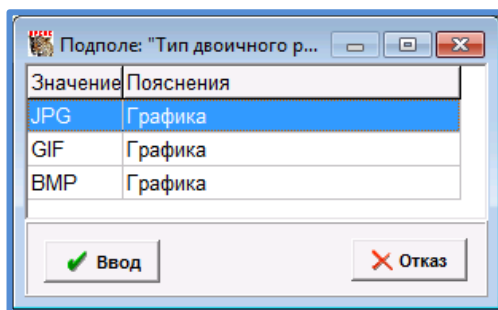 Подполе: "Тип двоичного р...
Значение Пояснения
JPG Графика
GIF Графика
BMP Графика
Ввод Отказ